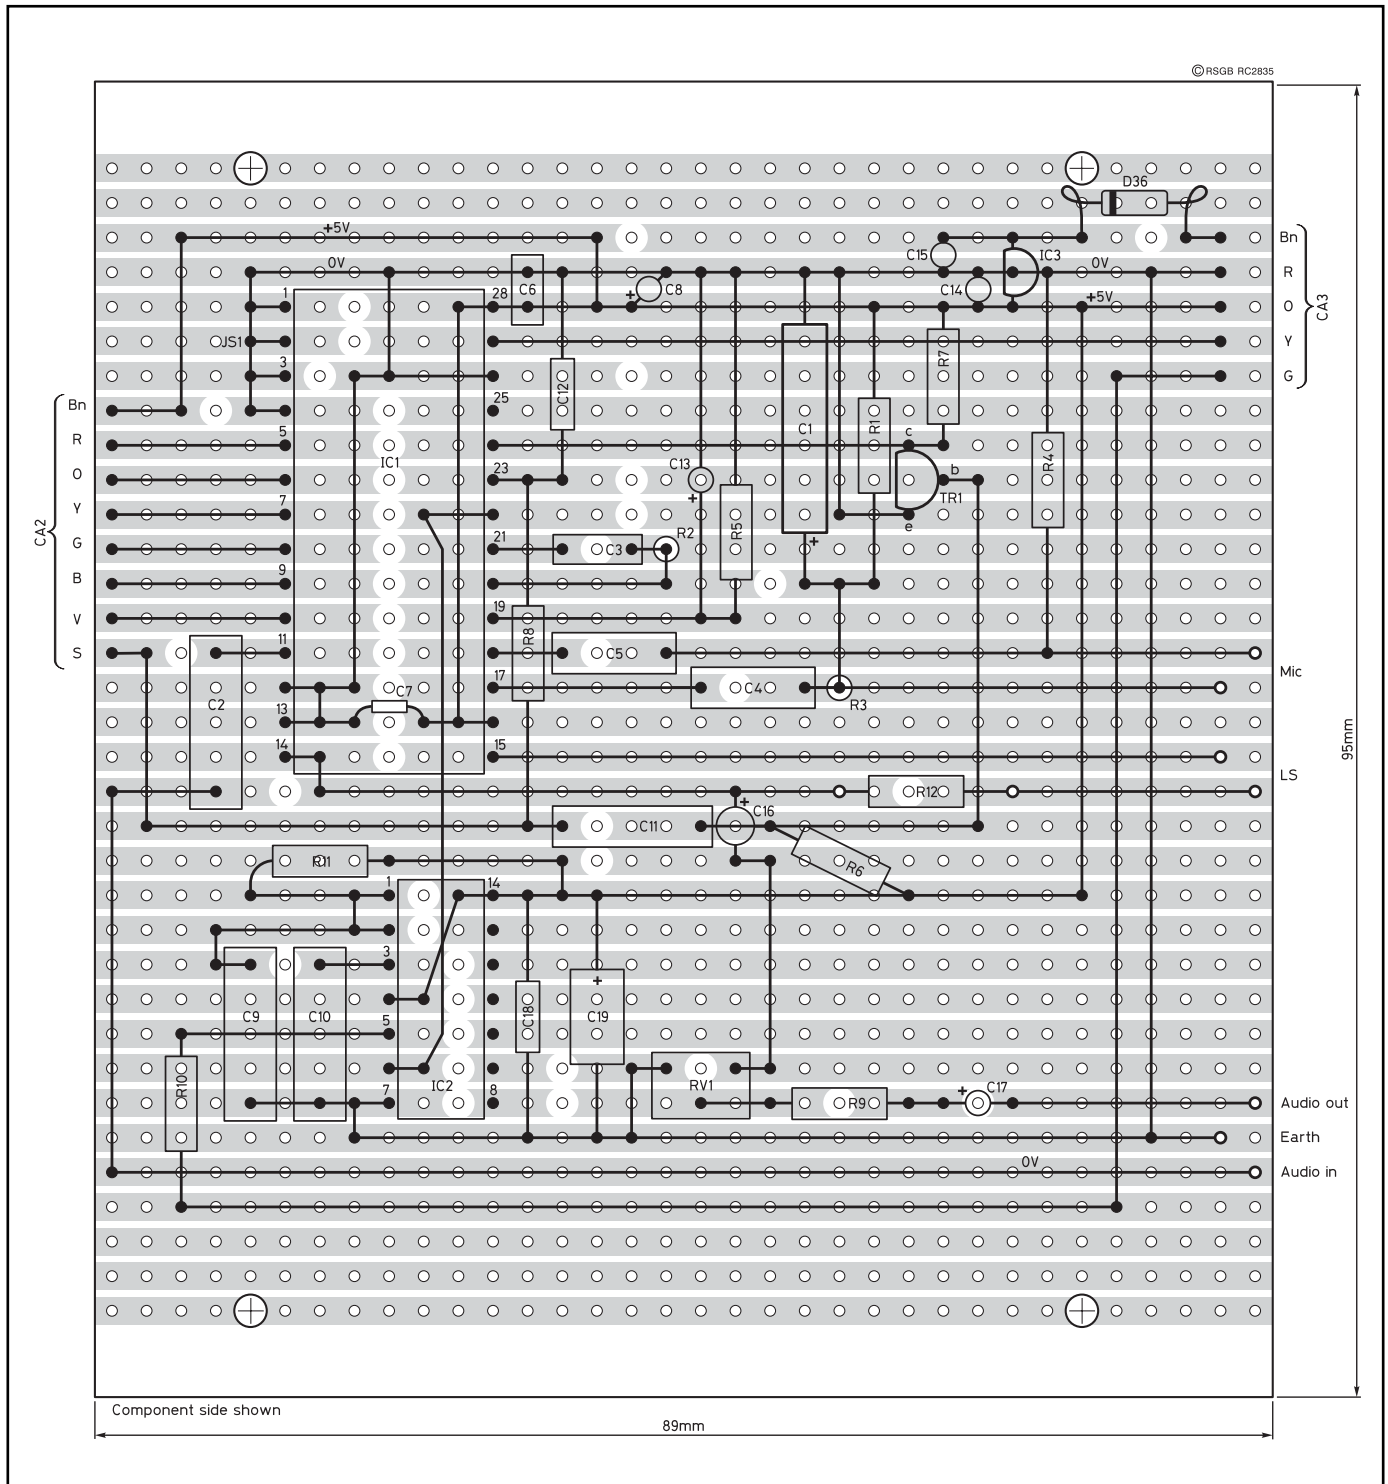 ©RSGB RC2835
D36
+5V
Bn
C15
IC3
0V
0V
R
C6
C8
+
C14
1
28
+5V
O
CA3
JS1
R7
Y
3
G
C12
Bn
25
R1
C1
R
5
c
IC1
R4
C13
O
23
b
+
TR1
Y
7
R5
e
CA2
R2
+
G
21
C3
B
9
V
19
R8
S
11
C5
Mic
17
C4
C7
C2
R3
13
95mm
14
15
LS
R12
+
C16
C11
R11
R6
1
14
3
+
C9
C10
C18
C19
5
R10
IC2
RV1
7
8
R9
+
C17
Audio out
Earth
0V
Audio in
Component side shown
89mm